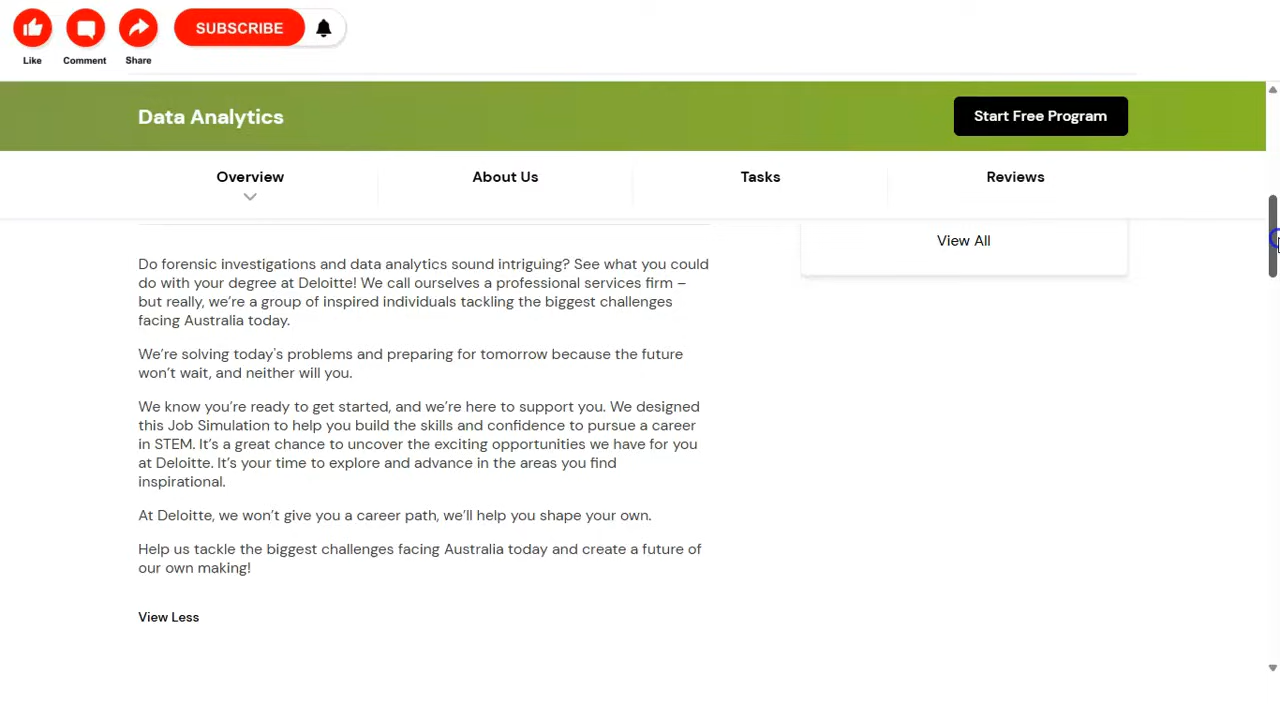 SUBSCRIBE
Like
Comment
Share
Data Analytics
Start Free Program
Overview
About Us
Tasks
Reviews
View All
Do forensic investigations and data analytics sound intriguing? See what you could
do with your degree at Deloitte! We call ourselves a professional services firm –
but really, we’re a group of inspired individuals tackling the biggest challenges
facing Australia today.
We’re solving today's problems and preparing for tomorrow because the future
won’t wait, and neither will you.
We know you’re ready to get started, and we’re here to support you. We designed
this Job Simulation to help you build the skills and confidence to pursue a career
in STEM. It’s a great chance to uncover the exciting opportunities we have for you
at Deloitte. It’s your time to explore and advance in the areas you find
inspirational.
At Deloitte, we won’t give you a career path, we’ll help you shape your own.
Help us tackle the biggest challenges facing Australia today and create a future of
our own making!
View Less